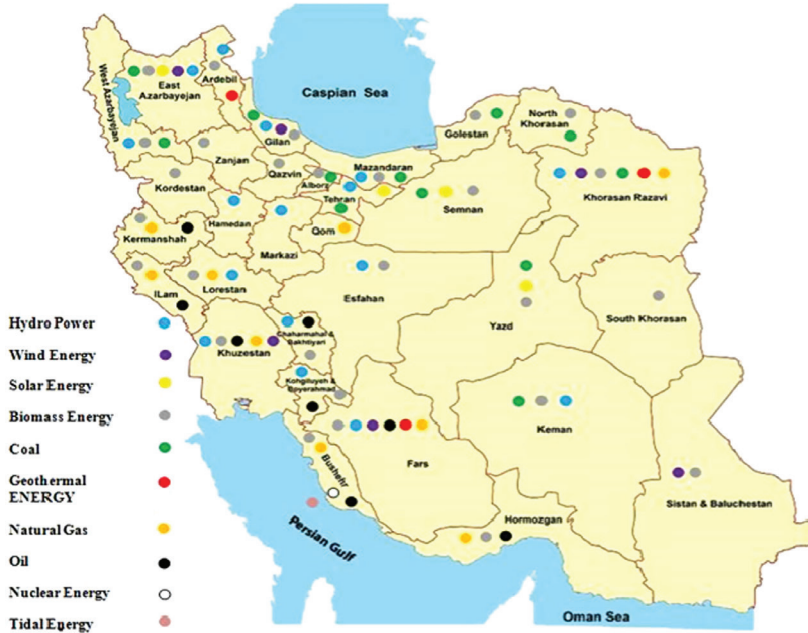 Caspian Sea
West Azarbayejan
East
Azarbayejan
Ardebil
Gilan
Zanjan
Kordestan
Qazvin
Alborz
Mazandaran
Tehran
Golestan
North
Khorasan
Khorasan Razavi
Semnan
Hamedan
Kermanshah
Markazi
Qom
ILam
Lorestan
Esfahan
Yazd
South Khorasan
Khuzestan
Chaharmahal &
Bakhtiyari
Kohgiluyeh &
Boyerahmad
Fars
Keman
Bushehr
Hormozgan
Sistan & Baluchestan
Persian Gulf
Oman Sea
Hydro Power
Wind Energy
Solar Energy
Biomass Energy
Coal
Geothermal
ENERGY
Natural Gas
Oil
Nuclear Energy
Tidal Energy